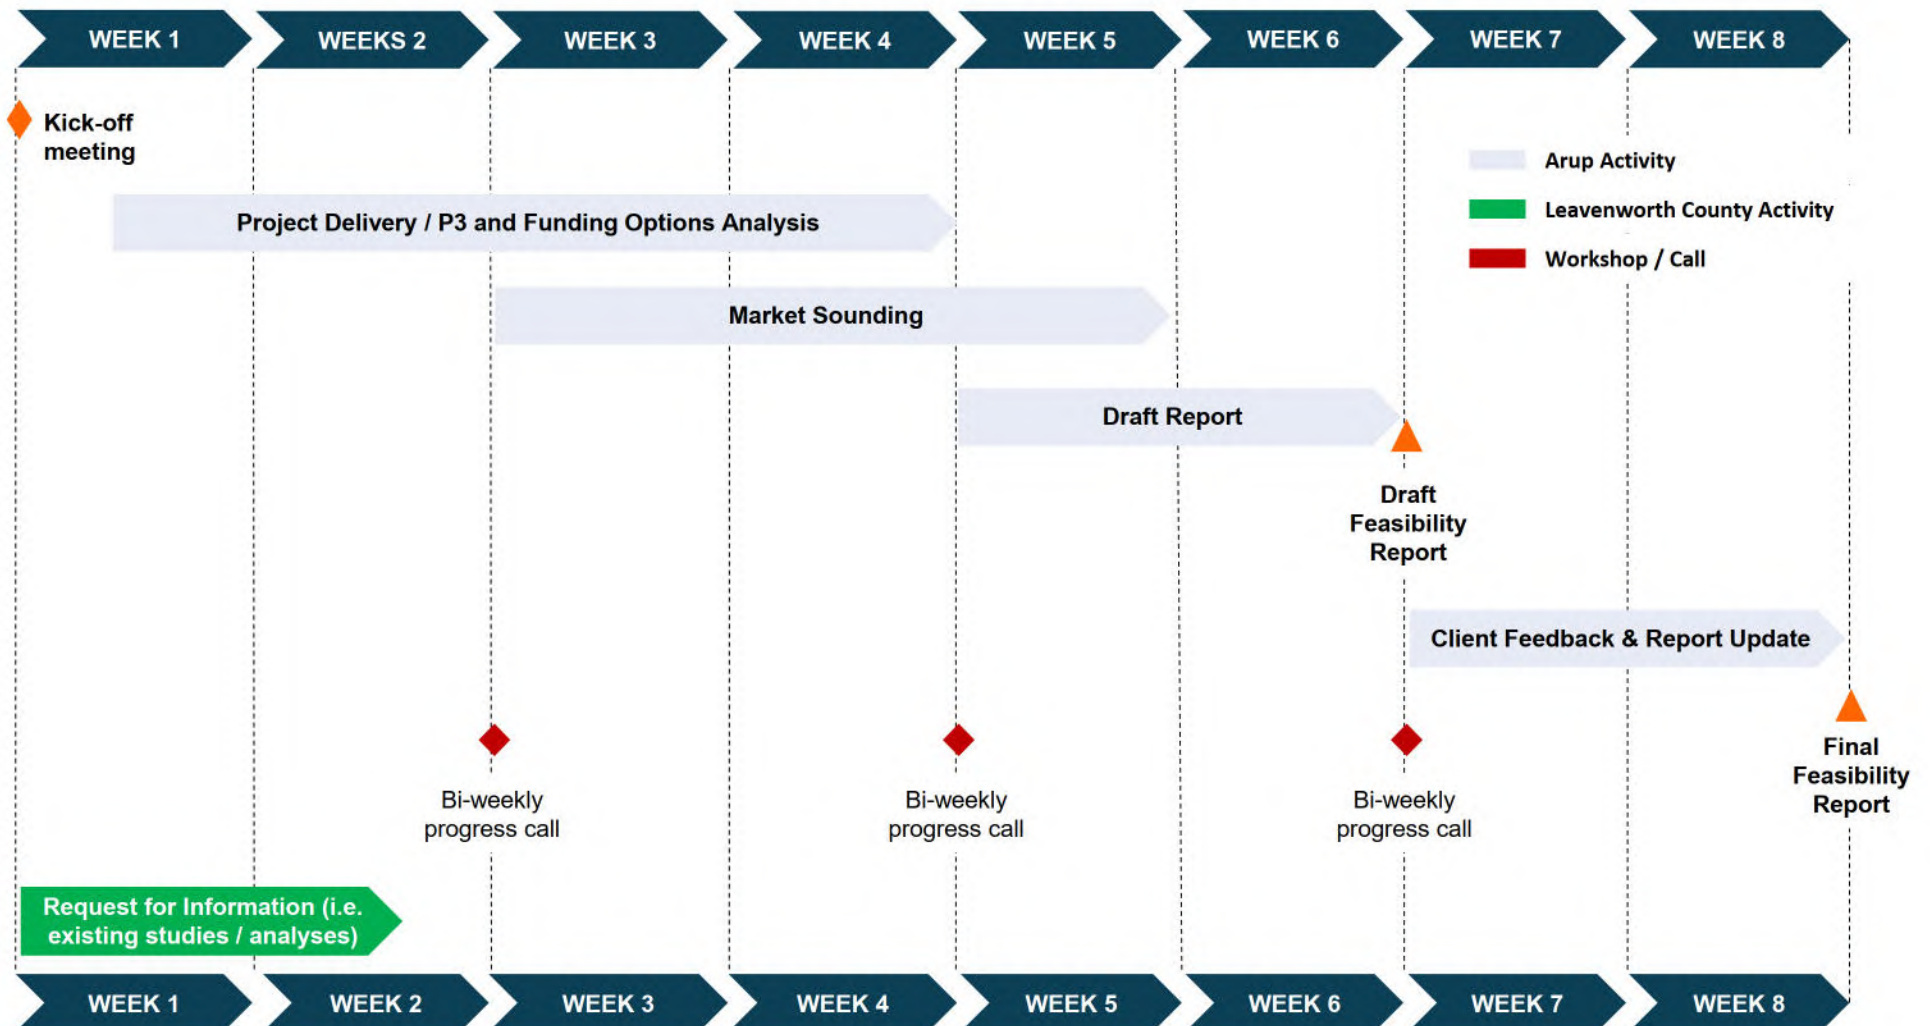 WEEK 1
WEEKS 2
WEEK 3
WEEK 4
WEEK 5
WEEK 6
WEEK 7
WEEK 8
Kick-off
meeting
Arup Activity
Leavenworth County Activity
Workshop / Call
Project Delivery / P3 and Funding Options Analysis
Market Sounding
Draft Report
Draft
Feasibility
Report
Client Feedback & Report Update
Final
Feasibility
Report
Bi-weekly
progress call
Bi-weekly
progress call
Bi-weekly
progress call
Request for Information (i.e.
existing studies / analyses)
WEEK 1
WEEK 2
WEEK 3
WEEK 4
WEEK 5
WEEK 6
WEEK 7
WEEK 8